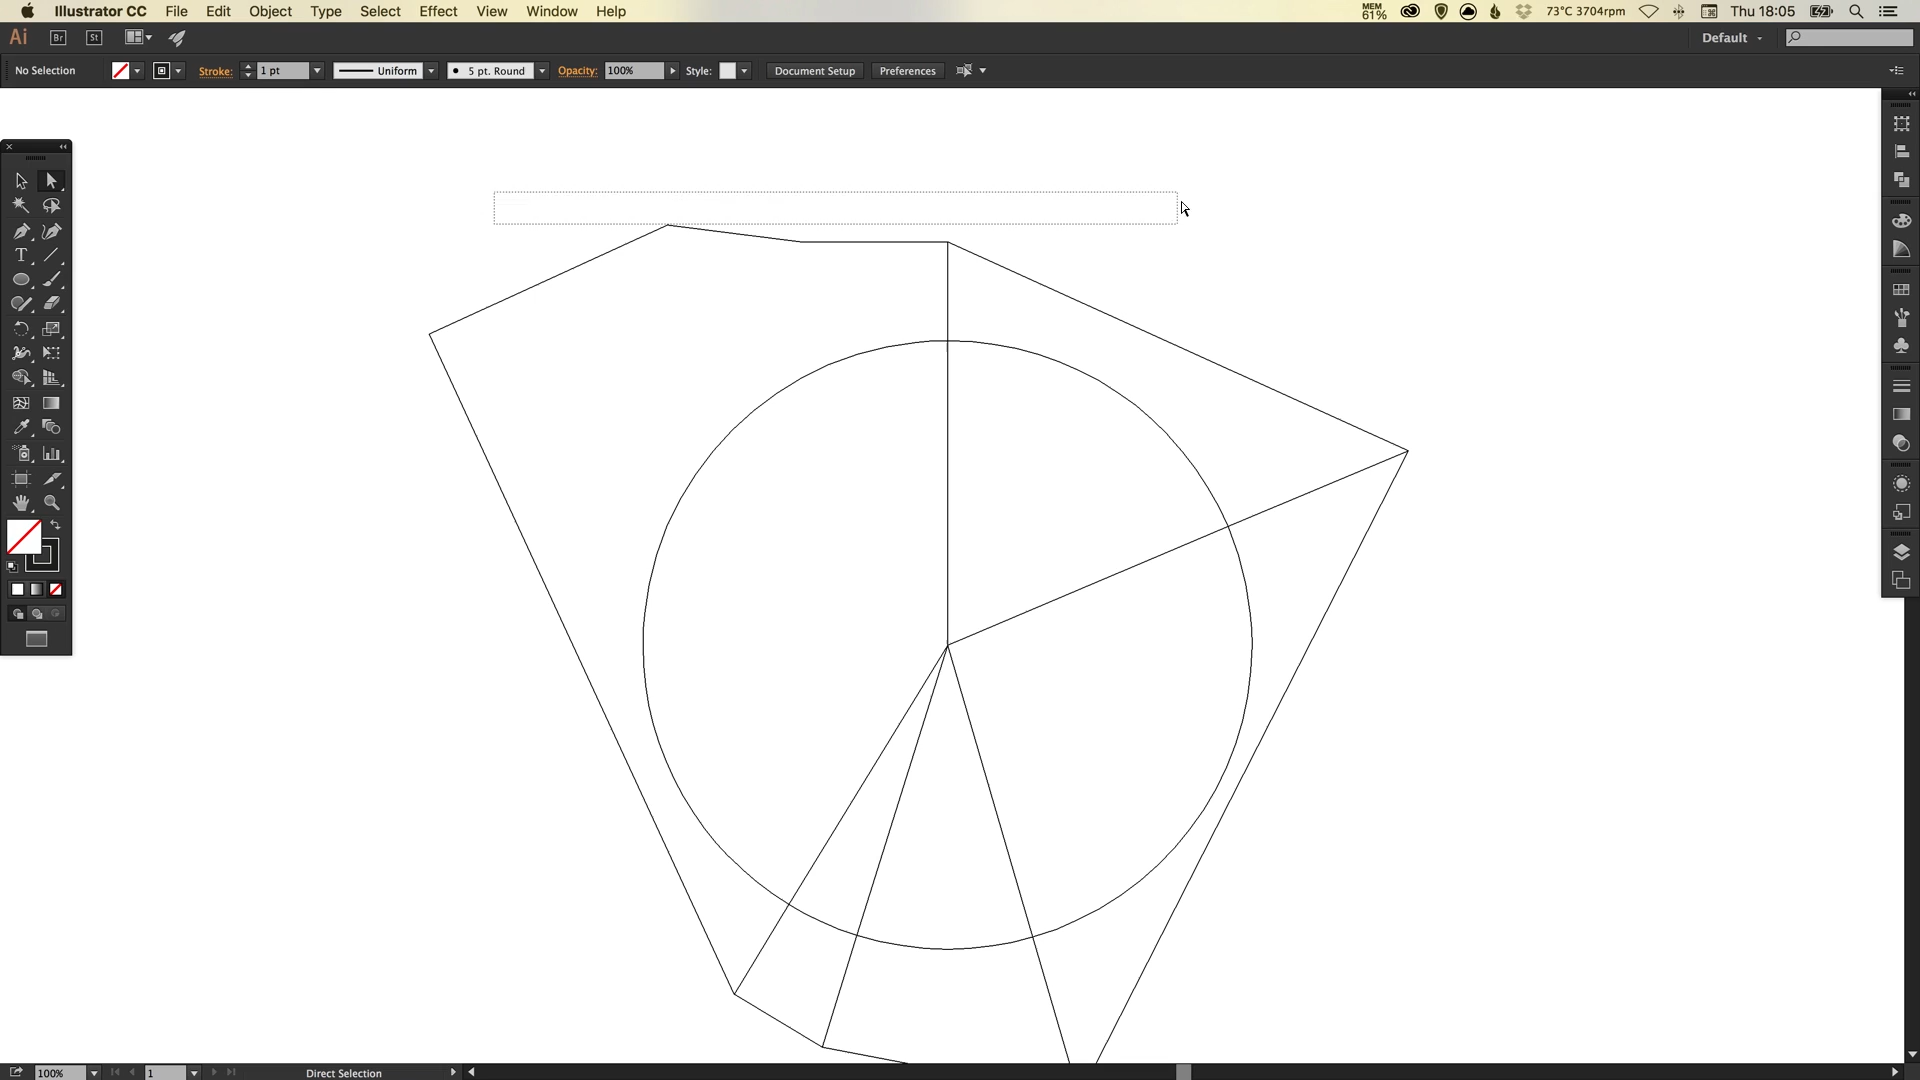 Illustrator CC File Edit Object Type Select Effect View Window Help MEM 61% 73°C 3704rpm Thu 18:05
Ai Br St Default
No Selection Stroke: 1 pt Uniform 5 pt. Round Opacity: 100% Style: Document Setup Preferences
T
100% 1 Direct Selection